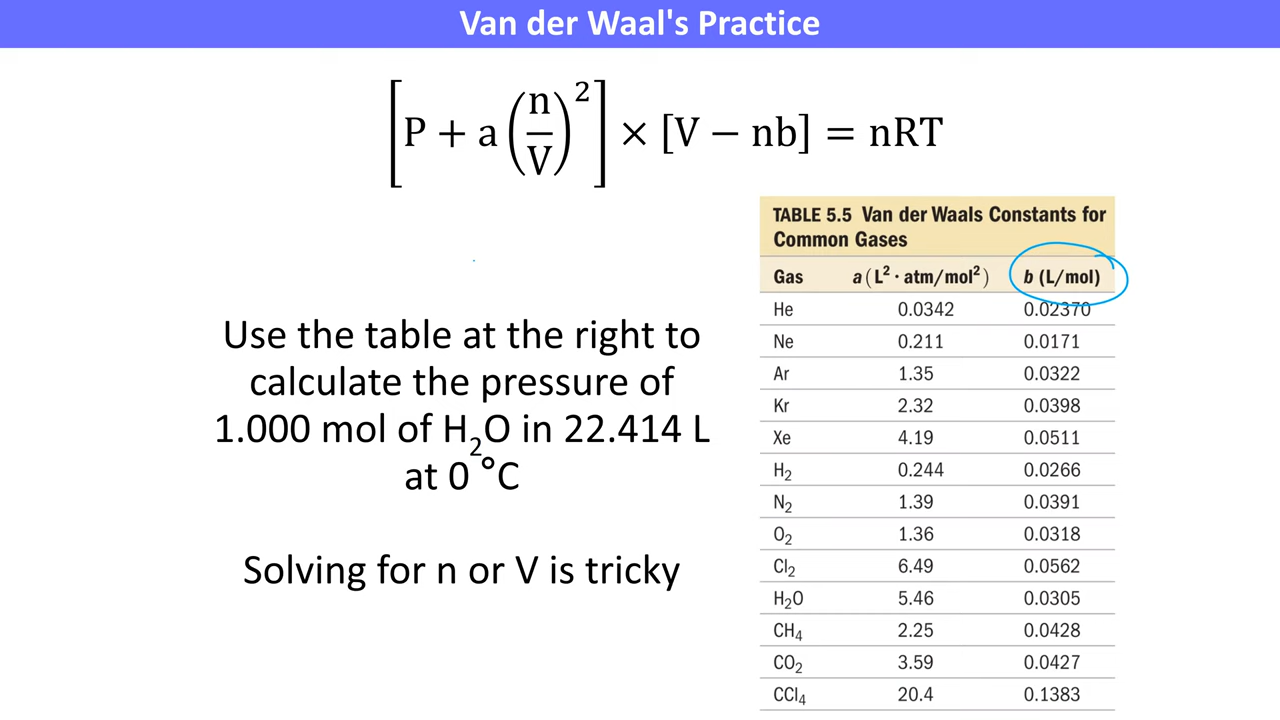 Van der Waal's Practice
[P + a(n/V)²] × [V − nb] = nRT
Use the table at the right to
calculate the pressure of
1.000 mol of H₂O in 22.414 L
at 0 °C
Solving for n or V is tricky
TABLE 5.5 Van der Waals Constants for
Common Gases
Gas a (L² · atm/mol²) b (L/mol)
He 0.0342 0.02370
Ne 0.211 0.0171
Ar 1.35 0.0322
Kr 2.32 0.0398
Xe 4.19 0.0511
H₂ 0.244 0.0266
N₂ 1.39 0.0391
O₂ 1.36 0.0318
Cl₂ 6.49 0.0562
H₂O 5.46 0.0305
CH₄ 2.25 0.0428
CO₂ 3.59 0.0427
CCl₄ 20.4 0.1383